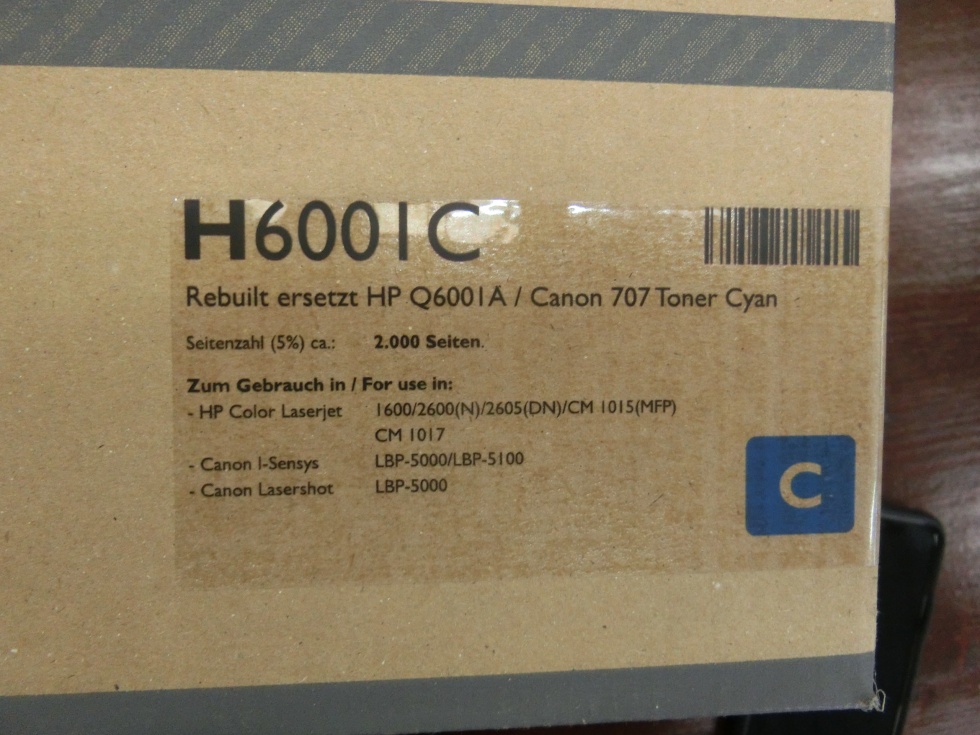 H6001C
Rebuilt ersetzt HP Q6001A / Canon 707 Toner Cyan
Seitenzahl (5%) ca.: 2.000 Seiten.
Zum Gebrauch in / For use in:
- HP Color Laserjet 1600/2600(N)/2605(DN)/CM 1015(MFP)
CM 1017
- Canon I-Sensys LBP-5000/LBP-5100
- Canon Lasershot LBP-5000
C